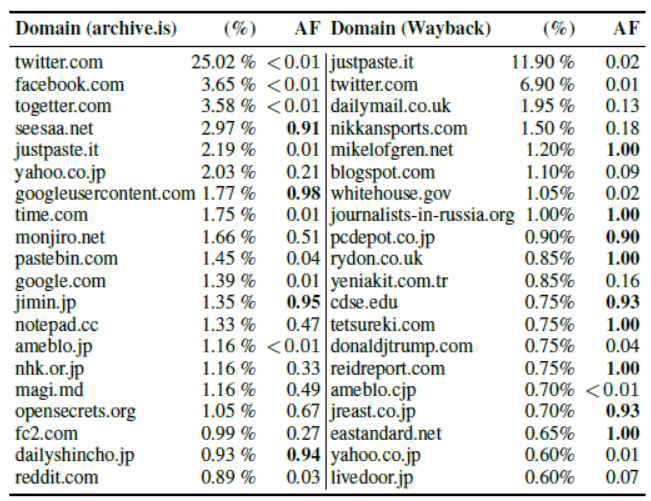 Domain (archive.is) (%) AF Domain (Wayback) (%) AF
twitter.com 25.02 % <0.01 justpaste.it 11.90 % 0.02
facebook.com 3.65 % <0.01 twitter.com 6.90 % 0.01
togetter.com 3.58 % <0.01 dailymail.co.uk 1.95 % 0.13
seesaa.net 2.97 % 0.91 nikkansports.com 1.50 % 0.18
justpaste.it 2.19 % 0.01 mikelofgren.net 1.20% 1.00
yahoo.co.jp 2.03 % 0.21 blogspot.com 1.10% 0.09
googleusercontent.com 1.77 % 0.98 whitehouse.gov 1.05% 0.02
time.com 1.75 % 0.01 journalists-in-russia.org 1.00% 1.00
monjiro.net 1.66 % 0.51 pcdepot.co.jp 0.90% 0.90
pastebin.com 1.45 % 0.04 rydon.co.uk 0.85% 1.00
google.com 1.39 % 0.01 yeniakit.com.tr 0.85% 0.16
jimin.jp 1.35 % 0.95 cdse.edu 0.75% 0.93
notepad.cc 1.33 % 0.47 tetsureki.com 0.75% 1.00
ameblo.jp 1.16 % <0.01 donaldjtrump.com 0.75% 0.04
nhk.or.jp 1.16 % 0.33 reidreport.com 0.75% 1.00
magi.md 1.16 % 0.49 ameblo.cjp 0.70% <0.01
opensecrets.org 1.05 % 0.67 jreast.co.jp 0.70% 0.93
fc2.com 0.99 % 0.27 eastandard.net 0.65% 1.00
dailyshincho.jp 0.93 % 0.94 yahoo.co.jp 0.60% 0.01
reddit.com 0.89 % 0.03 livedoor.jp 0.60% 0.07